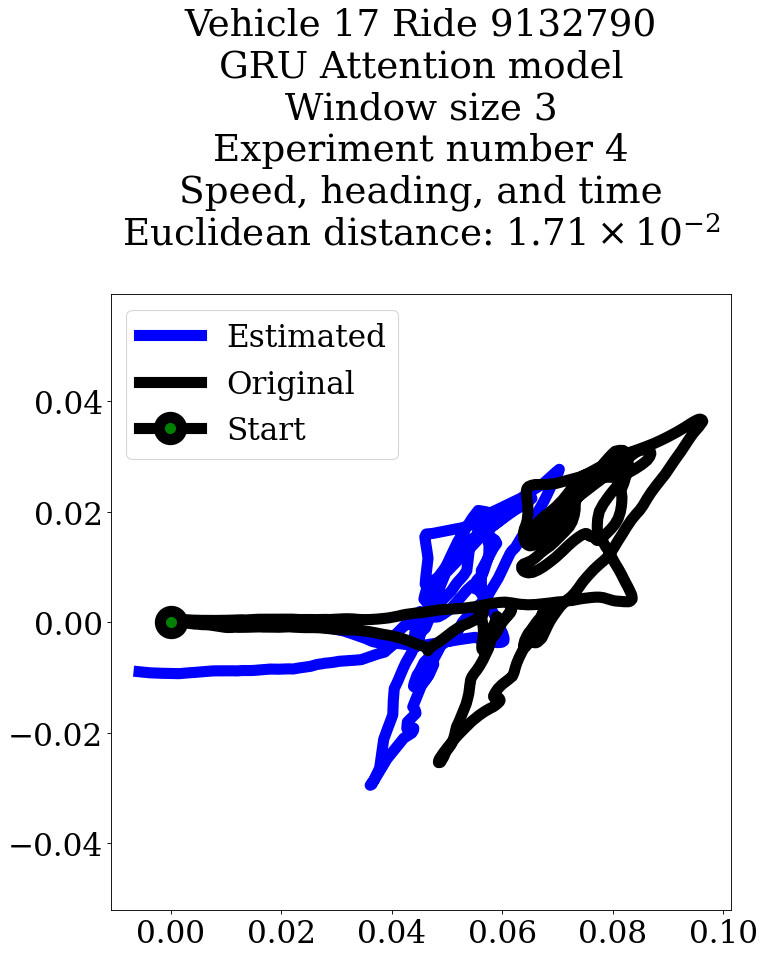 Vehicle 17 Ride 9132790
GRU Attention model
Window size 3
Experiment number 4
Speed, heading, and time
Euclidean distance: 1.71 × 10⁻²
Estimated
Original
Start
0.04
0.02
0.00
−0.02
−0.04
0.00 0.02 0.04 0.06 0.08 0.10